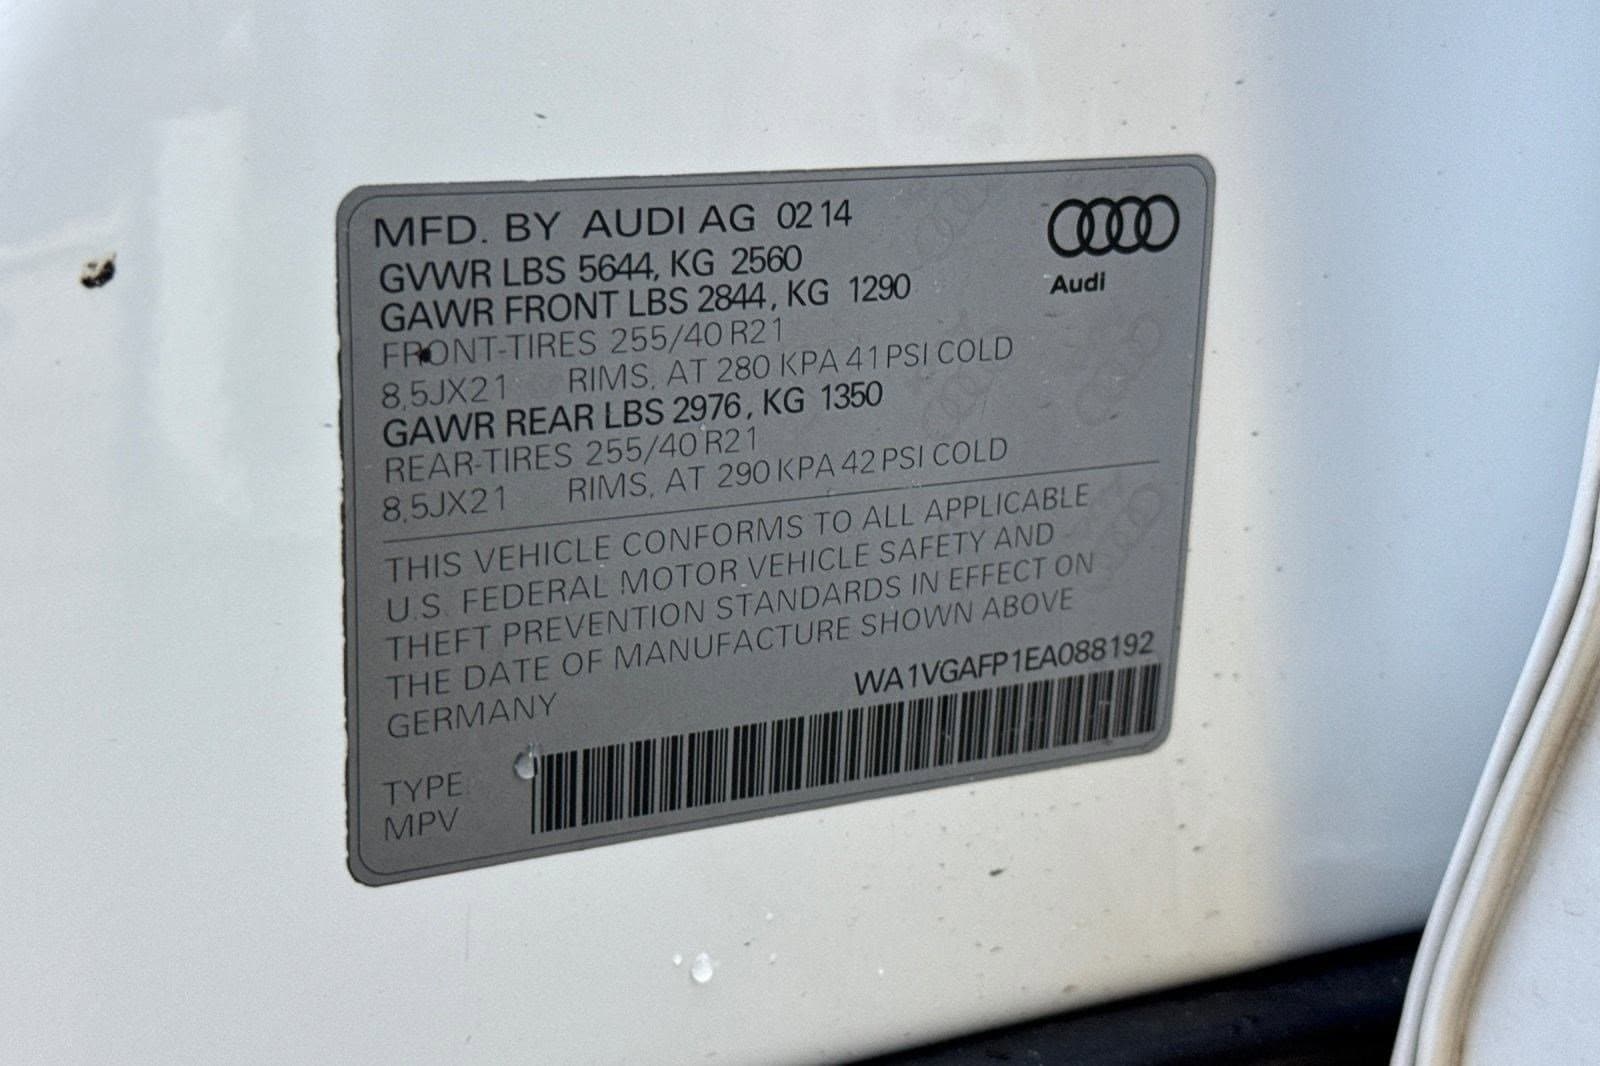 MFD. BY AUDI AG 02 14
GVWR LBS 5644, KG 2560
GAWR FRONT LBS 2844, KG 1290
FRONT-TIRES 255/40 R21
8,5JX21 RIMS, AT 280 KPA 41 PSI COLD
GAWR REAR LBS 2976, KG 1350
REAR-TIRES 255/40 R21
8,5JX21 RIMS, AT 290 KPA 42 PSI COLD
Audi
THIS VEHICLE CONFORMS TO ALL APPLICABLE
U.S. FEDERAL MOTOR VEHICLE SAFETY AND
THEFT PREVENTION STANDARDS IN EFFECT ON
THE DATE OF MANUFACTURE SHOWN ABOVE
GERMANY
WA1VGAFP1EA088192
TYPE
MPV